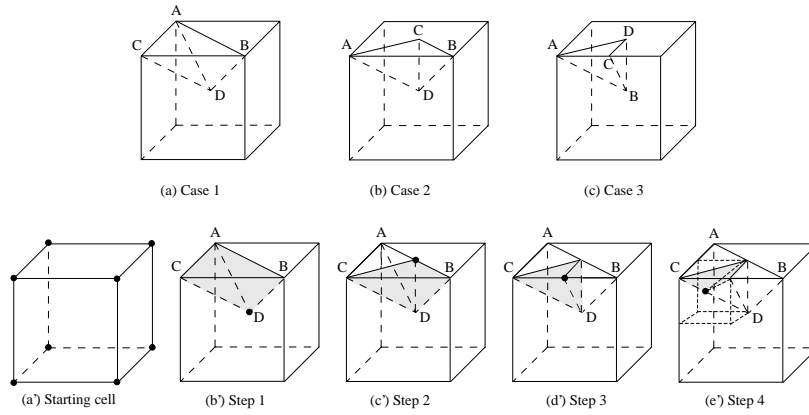 A
C
B
D
(a) Case 1
C
A
B
D
(b) Case 2
D
A
C
B
(c) Case 3
(a') Starting cell
A
C
B
D
(b') Step 1
A
C
B
D
(c') Step 2
A
C
B
D
(d') Step 3
A
C
B
D
(e') Step 4